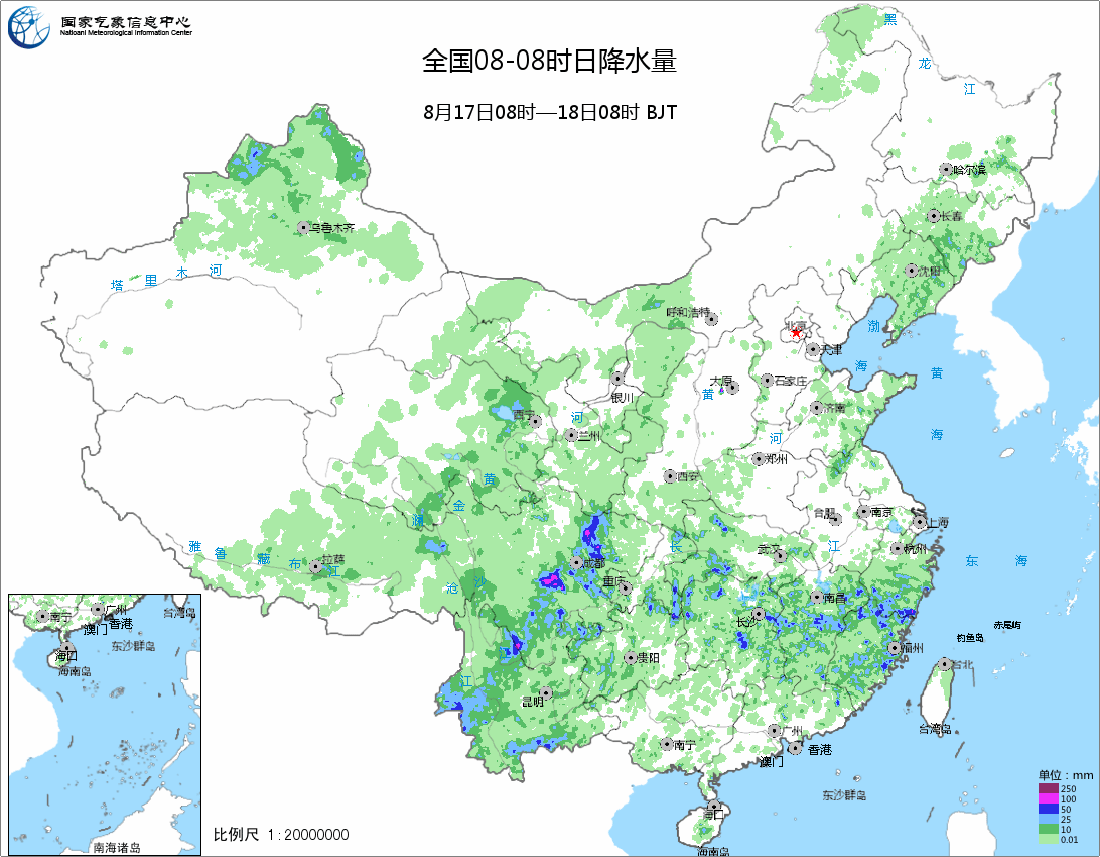 国家气象信息中心
Naitioanl Meteorological Information Center
全国08-08时日降水量
8月17日08时—18日08时 BJT
黑
龙
江
哈尔滨
长春
沈阳
乌鲁木齐
塔
里
木
河
呼和浩特
北京
天津
渤
海
黄
海
太原
石家庄
黄
河
银川
济南
西宁
兰州
河
郑州
西安
黄
金
澜
沧
沙
江
合肥
南京
上海
杭州
武汉
长
江
东
海
雅
鲁
藏
布
江
拉萨
成都
重庆
南昌
长沙
贵阳
福州
昆明
台北
台湾岛
钓鱼岛
赤尾屿
南宁
广州
香港
澳门
东沙群岛
海口
海南岛
南宁
广州
香港
澳门
台湾岛
东沙群岛
海口
海南岛
南海诸岛
比例尺 1:20000000
单位：mm
250
100
50
25
10
0.01